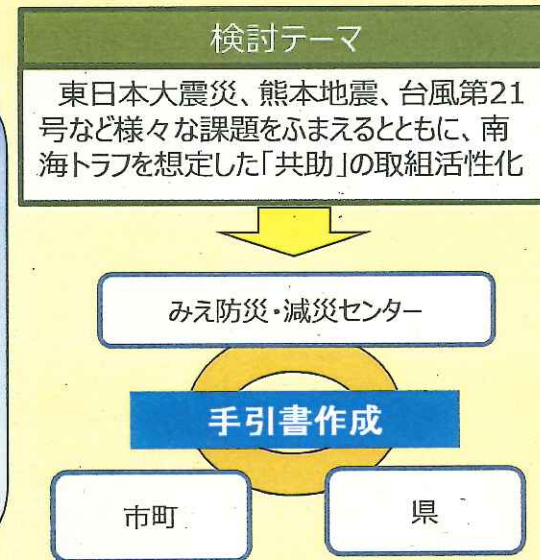 検討テーマ
東日本大震災、熊本地震、台風第21
号など様々な課題をふまえるとともに、南
海トラフを想定した「共助」の取組活性化
みえ防災・減災センター
手引書作成
市町
県